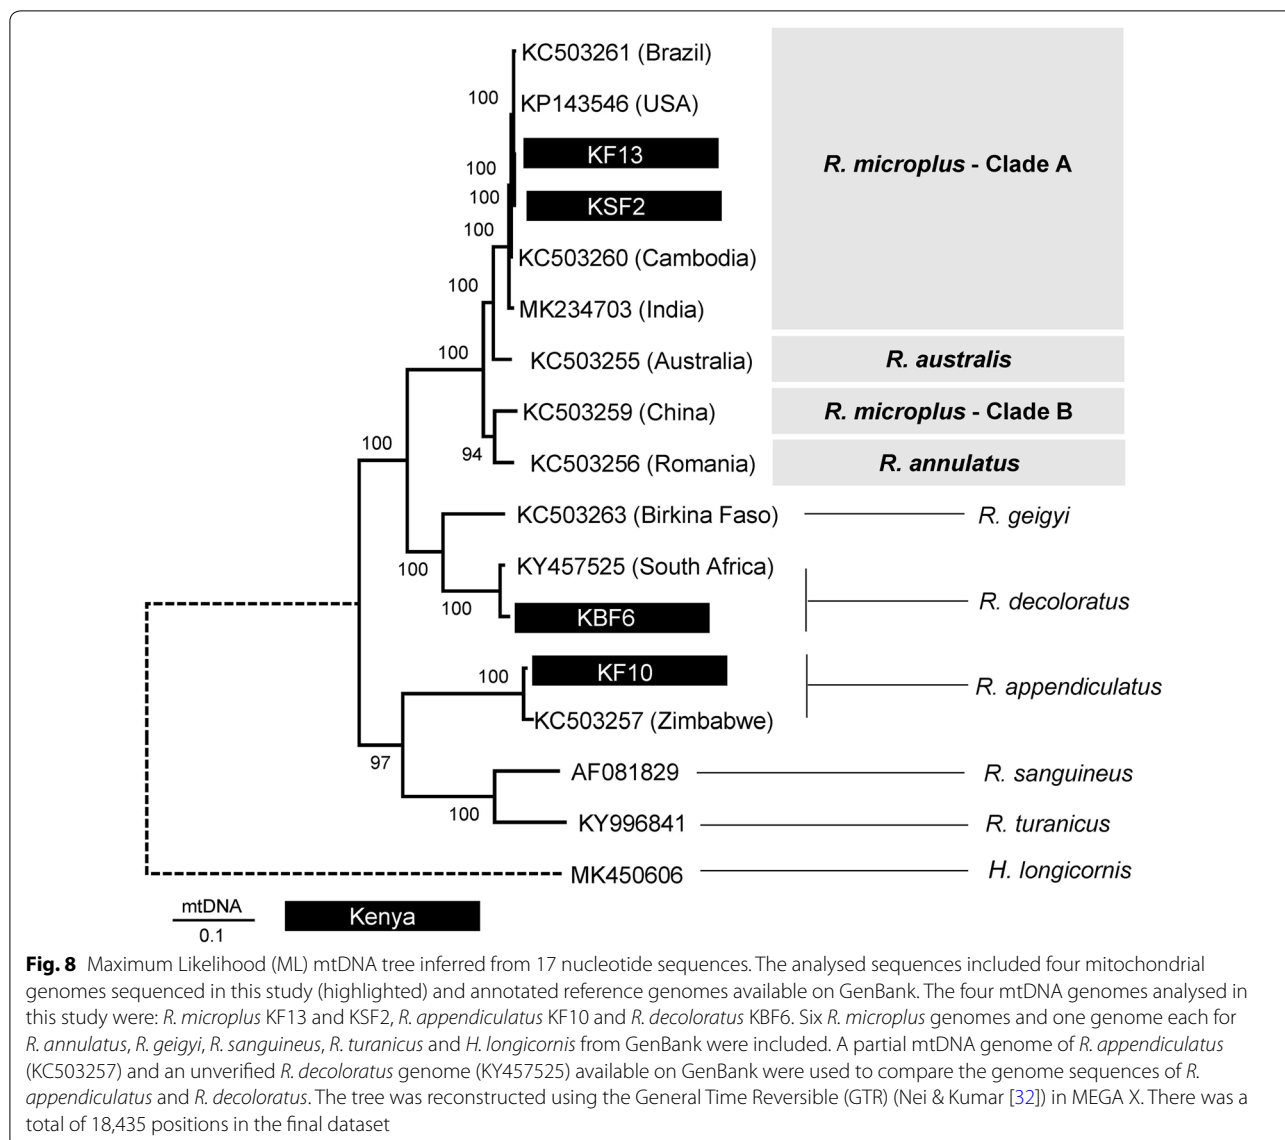 KC503261 (Brazil)
100
KP143546 (USA)
KF13
R. microplus - Clade A
100
100
KSF2
100
KC503260 (Cambodia)
100
MK234703 (India)
100
KC503255 (Australia)
R. australis
KC503259 (China)
R. microplus - Clade B
100
94
KC503256 (Romania)
R. annulatus
KC503263 (Birkina Faso)
R. geigyi
100
KY457525 (South Africa)
R. decoloratus
100
KBF6
100
KF10
R. appendiculatus
KC503257 (Zimbabwe)
97
AF081829
R. sanguineus
100
KY996841
R. turanicus
MK450606
H. longicornis
mtDNA
0.1
Kenya
Fig. 8 Maximum Likelihood (ML) mtDNA tree inferred from 17 nucleotide sequences. The analysed sequences included four mitochondrial
genomes sequenced in this study (highlighted) and annotated reference genomes available on GenBank. The four mtDNA genomes analysed in
this study were: R. microplus KF13 and KSF2, R. appendiculatus KF10 and R. decoloratus KBF6. Six R. microplus genomes and one genome each for
R. annulatus, R. geigyi, R. sanguineus, R. turanicus and H. longicornis from GenBank were included. A partial mtDNA genome of R. appendiculatus
(KC503257) and an unverified R. decoloratus genome (KY457525) available on GenBank were used to compare the genome sequences of R.
appendiculatus and R. decoloratus. The tree was reconstructed using the General Time Reversible (GTR) (Nei & Kumar [32]) in MEGA X. There was a
total of 18,435 positions in the final dataset